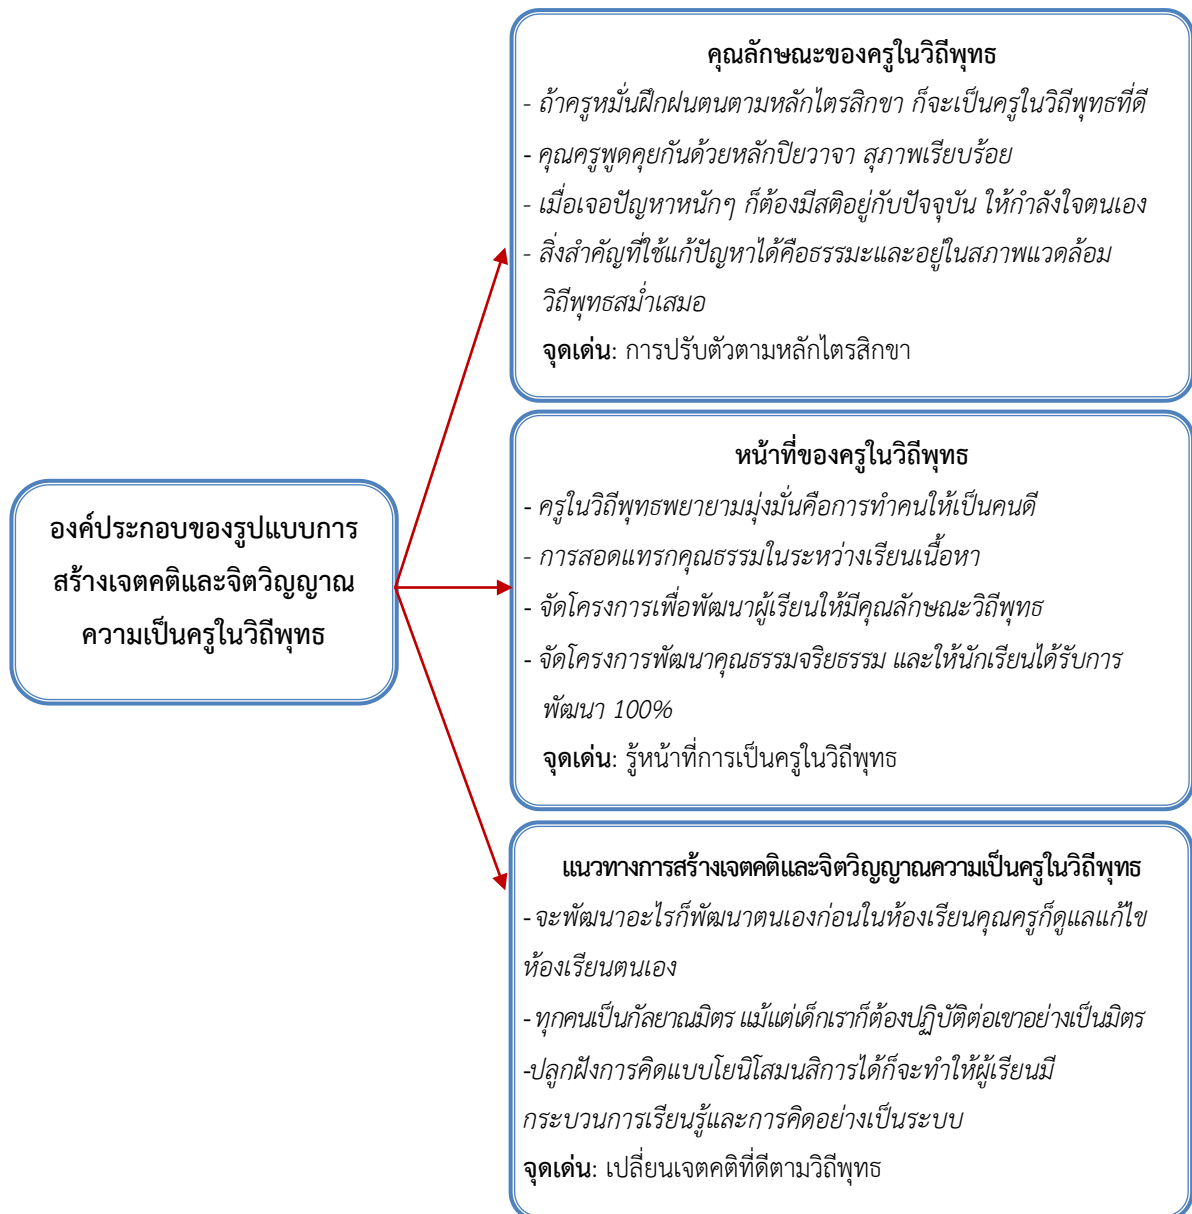 คุณลักษณะของครูในวิถีพุทธ
- ถ้าครูหมั่นฝึกฝนตนตามหลักไตรสิกขา ก็จะเป็นครูในวิถีพุทธที่ดี
- คุณครูพูดคุยกันด้วยหลักปิยวาจา สุภาพเรียบร้อย
- เมื่อเจอปัญหาหนักๆ ก็ต้องมีสติอยู่กับปัจจุบัน ให้กำลังใจตนเอง
- สิ่งสำคัญที่ใช้แก้ปัญหาได้คือธรรมะและอยู่ในสภาพแวดล้อม
วิถีพุทธสม่ำเสมอ
จุดเด่น: การปรับตัวตามหลักไตรสิกขา
องค์ประกอบของรูปแบบการ
สร้างเจตคติและจิตวิญญาณ
ความเป็นครูในวิถีพุทธ
หน้าที่ของครูในวิถีพุทธ
- ครูในวิถีพุทธพยายามมุ่งมั่นคือการทำคนให้เป็นคนดี
- การสอดแทรกคุณธรรมในระหว่างเรียนเนื้อหา
- จัดโครงการเพื่อพัฒนาผู้เรียนให้มีคุณลักษณะวิถีพุทธ
- จัดโครงการพัฒนาคุณธรรมจริยธรรม และให้นักเรียนได้รับการ
พัฒนา 100%
จุดเด่น: รู้หน้าที่การเป็นครูในวิถีพุทธ
แนวทางการสร้างเจตคติและจิตวิญญาณความเป็นครูในวิถีพุทธ
- จะพัฒนาอะไรก็พัฒนาตนเองก่อนในห้องเรียนคุณครูก็ดูแลแก้ไข
ห้องเรียนตนเอง
- ทุกคนเป็นกัลยาณมิตร แม้แต่เด็กเราก็ต้องปฏิบัติต่อเขาอย่างเป็นมิตร
-ปลูกฝังการคิดแบบโยนิโสมนสิการได้ก็จะทำให้ผู้เรียนมี
กระบวนการเรียนรู้และการคิดอย่างเป็นระบบ
จุดเด่น: เปลี่ยนเจตคติที่ดีตามวิถีพุทธ